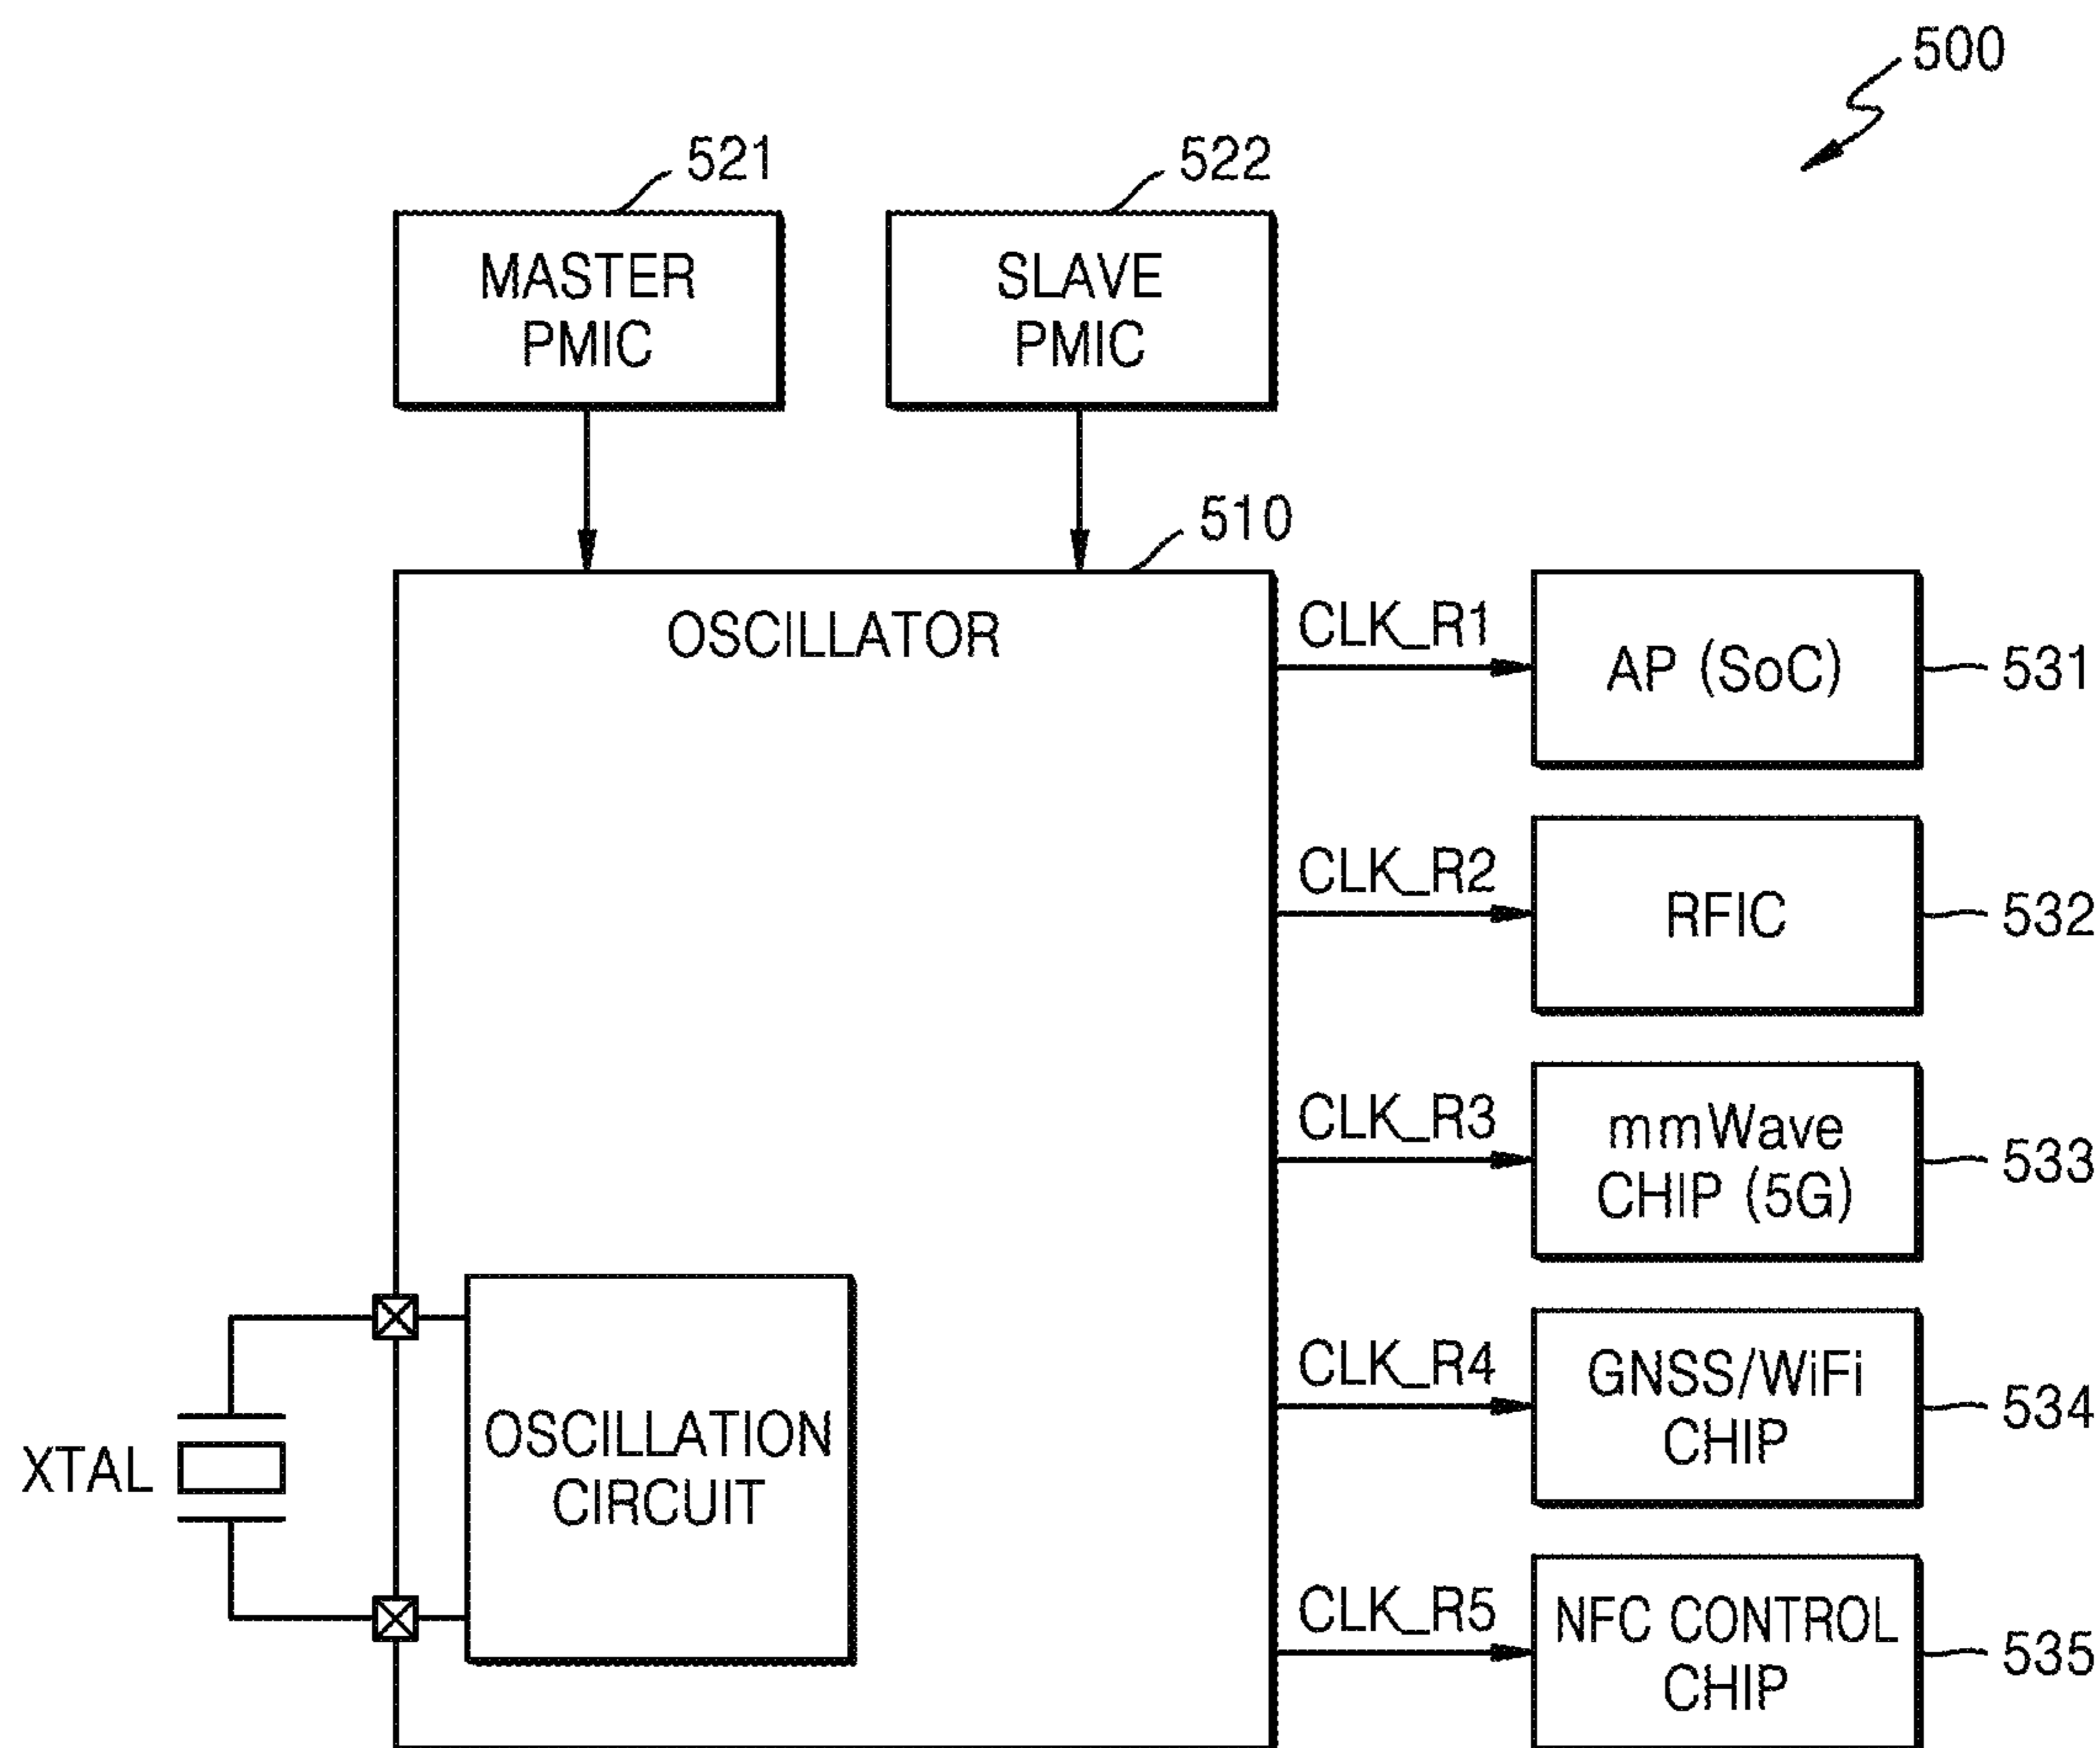 500
521
522
MASTER
PMIC
SLAVE
PMIC
510
OSCILLATOR
CLK_R1
AP (SoC)
531
CLK_R2
RFIC
532
CLK_R3
mmWave
CHIP (5G)
533
CLK_R4
GNSS/WiFi
CHIP
534
XTAL
OSCILLATION
CIRCUIT
CLK_R5
NFC CONTROL
CHIP
535